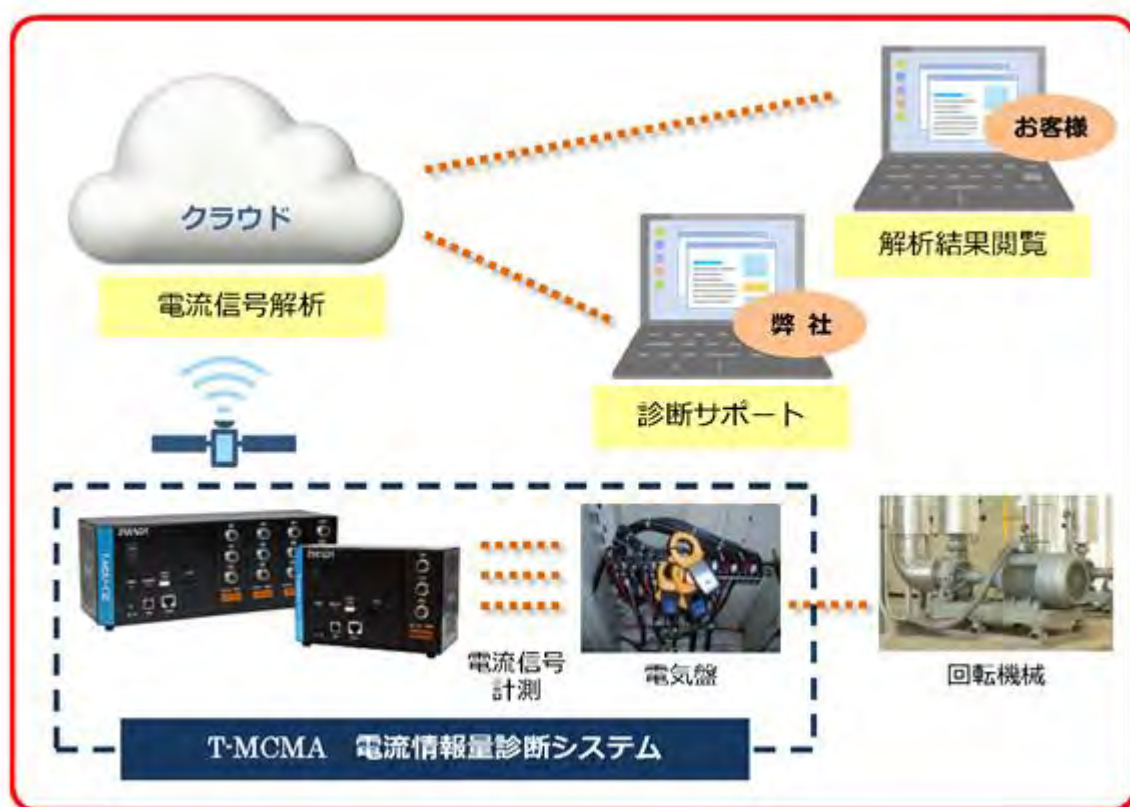 クラウド
電流信号解析
お客様
解析結果閲覧
弊 社
診断サポート
電流信号
計測
電気盤
回転機械
T-MCMA 電流情報量診断システム